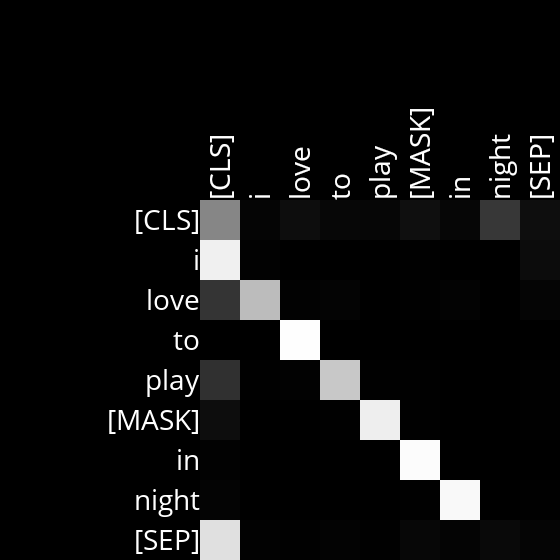 [CLS]
i
love
to
play
[MASK]
in
night
[SEP]
[CLS]
i
love
to
play
[MASK]
in
night
[SEP]